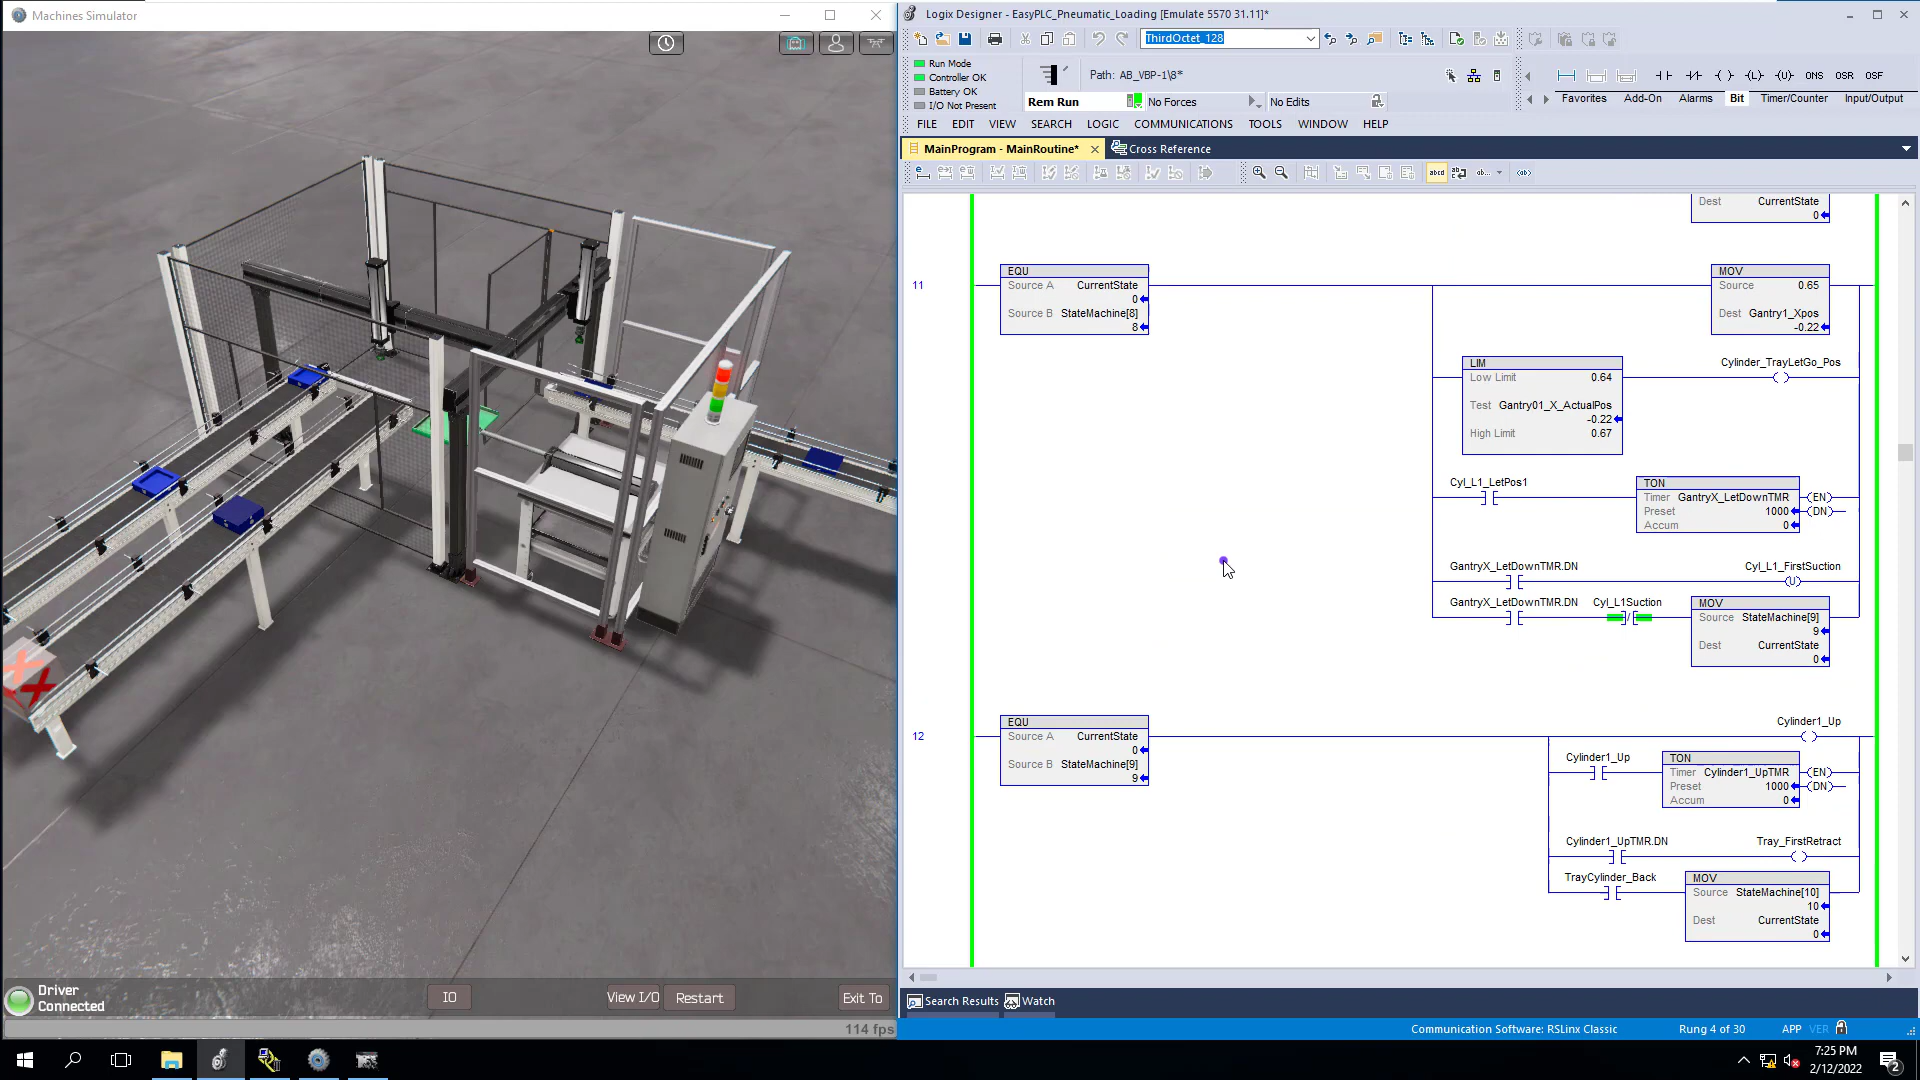 Machines Simulator
Driver
Connected
IO
View I/O
Restart
Exit To
114 fps
Logix Designer - EasyPLC_Pneumatic_Loading [Emulate 5570 31.11]*
ThirdOctet_128
Run Mode
Controller OK
Battery OK
I/O Not Present
Path: AB_VBP-1\8*
Rem Run
No Forces
No Edits
ONS
OSR
OSF
Favorites
Add-On
Alarms
Bit
Timer/Counter
Input/Output
FILE
EDIT
VIEW
SEARCH
LOGIC
COMMUNICATIONS
TOOLS
WINDOW
HELP
MainProgram - MainRoutine*
Cross Reference
Dest CurrentState
0
11
EQU
Source A CurrentState
0
Source B StateMachine[8]
8
MOV
Source 0.65
Dest Gantry1_Xpos
-0.22
LIM
Low Limit 0.64
Test Gantry01_X_ActualPos
-0.22
High Limit 0.67
Cylinder_TrayLetGo_Pos
Cyl_L1_LetPos1
TON
Timer GantryX_LetDownTMR
Preset 1000
Accum 0
EN
DN
GantryX_LetDownTMR.DN
Cyl_L1_FirstSuction
U
GantryX_LetDownTMR.DN
Cyl_L1Suction
MOV
Source StateMachine[9]
9
Dest CurrentState
0
12
EQU
Source A CurrentState
0
Source B StateMachine[9]
9
Cylinder1_Up
Cylinder1_Up
TON
Timer Cylinder1_UpTMR
Preset 1000
Accum 0
EN
DN
Cylinder1_UpTMR.DN
Tray_FirstRetract
TrayCylinder_Back
MOV
Source StateMachine[10]
10
Dest CurrentState
0
Search Results
Watch
Communication Software: RSLinx Classic
Rung 4 of 30
APP
VER
7:25 PM
2/12/2022
2